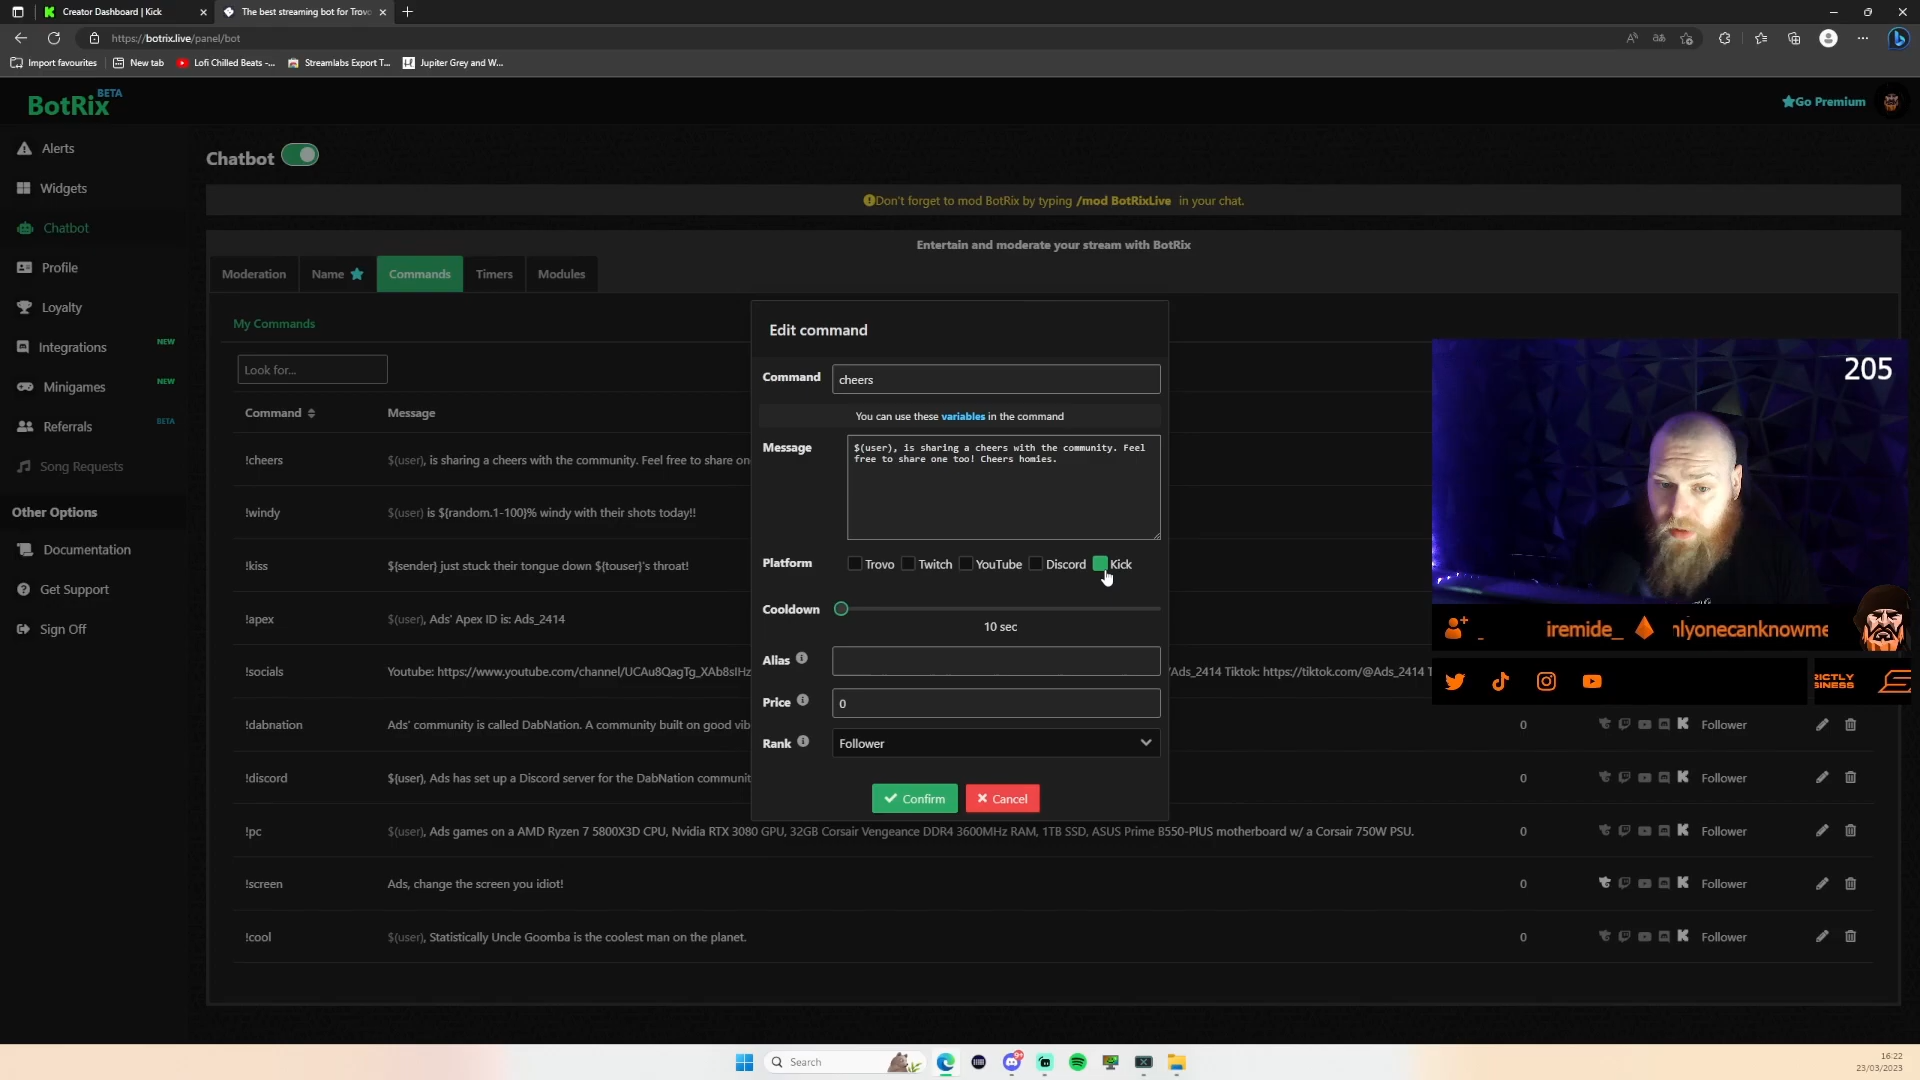 Creator Dashboard | Kick
The best streaming bot for Trovo
https://botrix.live/panel/bot
Import favourites
New tab
Lofi Chilled Beats -...
Streamlabs Export T...
Jupiter Grey and W...
BotRix BETA
Go Premium
Alerts
Widgets
Chatbot
Profile
Loyalty
Integrations NEW
Minigames NEW
Referrals BETA
Song Requests
Other Options
Documentation
Get Support
Sign Off
Chatbot
Don't forget to mod BotRix by typing /mod BotRixLive in your chat.
Entertain and moderate your stream with BotRix
Moderation
Name
Commands
Timers
Modules
My Commands
Look for...
Command
Message
!cheers
$(user), is sharing a cheers with the community. Feel free to share on
!windy
$(user) is ${random.1-100}% windy with their shots today!!
!kiss
${sender} just stuck their tongue down ${touser}'s throat!
!apex
$(user), Ads' Apex ID is: Ads_2414
!socials
Youtube: https://www.youtube.com/channel/UCAu8QagTg_XAb8sIHz
/Ads_2414 Tiktok: https://tiktok.com/@Ads_2414 T
!dabnation
Ads' community is called DabNation. A community built on good vib
0
Follower
!discord
$(user), Ads has set up a Discord server for the DabNation communit
0
Follower
!pc
$(user), Ads games on a AMD Ryzen 7 5800X3D CPU, Nvidia RTX 3080 GPU, 32GB Corsair Vengeance DDR4 3600MHz RAM, 1TB SSD, ASUS Prime B550-PlUS motherboard w/ a Corsair 750W PSU.
0
Follower
!screen
Ads, change the screen you idiot!
0
Follower
!cool
$(user), Statistically Uncle Goomba is the coolest man on the planet.
0
Follower
Edit command
Command
cheers
You can use these variables in the command
Message
$(user), is sharing a cheers with the community. Feel
free to share one too! Cheers homies.
Platform
Trovo
Twitch
YouTube
Discord
Kick
Cooldown
10 sec
Alias
Price
0
Rank
Follower
Confirm
Cancel
205
iremide_
nlyonecanknowme
RICTLY
SINESS
Search
16:22
23/03/2023